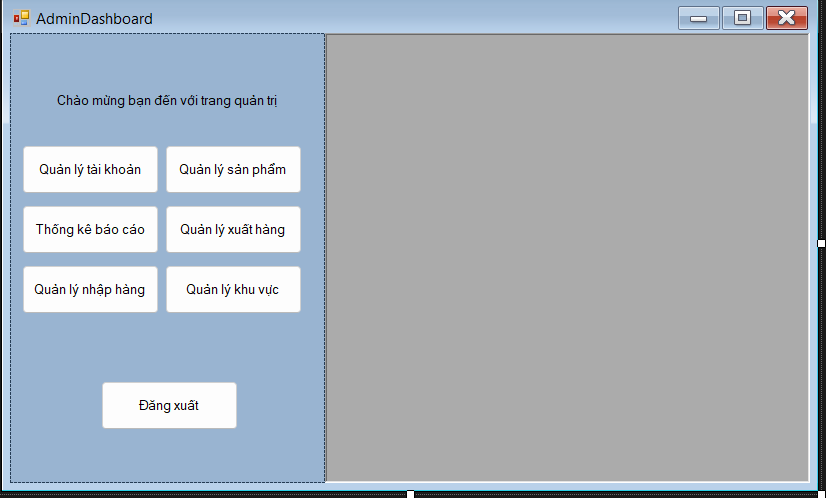 AdminDashboard
Chào mừng bạn đến với trang quản trị
Quản lý tài khoản
Quản lý sản phẩm
Thống kê báo cáo
Quản lý xuất hàng
Quản lý nhập hàng
Quản lý khu vực
Đăng xuất